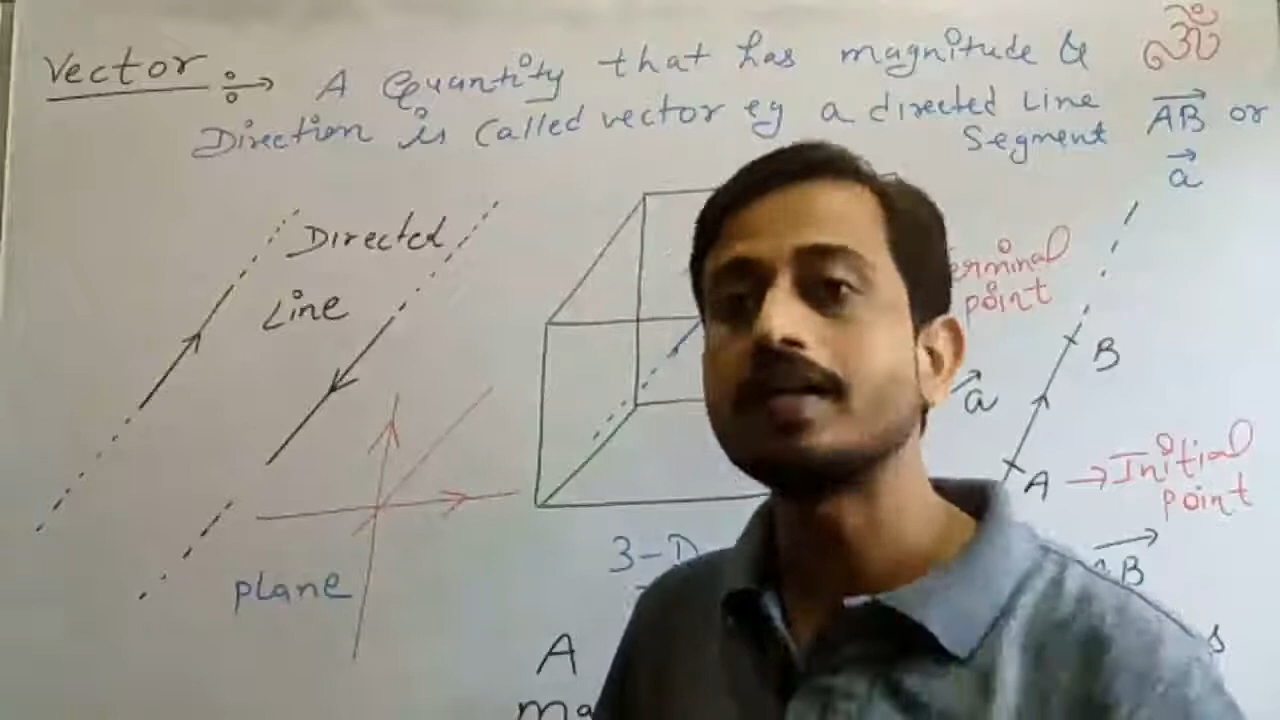 Vector ÷→ A Quantity that has magnitude & ॐ
Direction is Called vector eg a directed Line
Segment AB or
a
Directed
Line
erminal
point
B
a
A → Initial
point
B
3-D
plane
A
s
ma